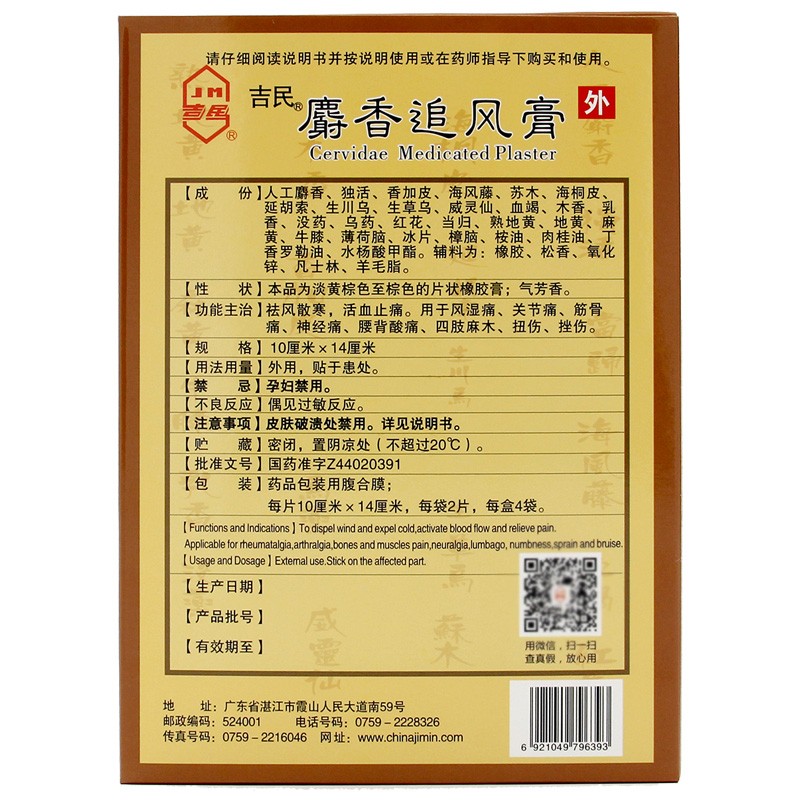 请仔细阅读说明书并按说明使用或在药师指导下购买和使用。
JM
吉民
®
吉民® 麝香追风膏 外
Cervidae Medicated Plaster
【成 份】人工麝香、独活、香加皮、海风藤、苏木、海桐皮、
延胡索、生川乌、生草乌、威灵仙、血竭、木香、乳
香、没药、乌药、红花、当归、熟地黄、地黄、麻
黄、牛膝、薄荷脑、冰片、樟脑、桉油、肉桂油、丁
香罗勒油、水杨酸甲酯。辅料为：橡胶、松香、氧化
锌、凡士林、羊毛脂。
【性 状】本品为淡黄棕色至棕色的片状橡胶膏；气芳香。
【功能主治】祛风散寒，活血止痛。用于风湿痛、关节痛、筋骨
痛、神经痛、腰背酸痛、四肢麻木、扭伤、挫伤。
【规 格】10厘米×14厘米
【用法用量】外用，贴于患处。
【禁 忌】孕妇禁用。
【不良反应】偶见过敏反应。
【注意事项】皮肤破溃处禁用。详见说明书。
【贮 藏】密闭，置阴凉处（不超过20℃）。
【批准文号】国药准字Z44020391
【包 装】药品包装用腹合膜；
每片10厘米×14厘米，每袋2片，每盒4袋。
【Functions and Indications】To dispel wind and expel cold,activate blood flow and relieve pain.
Applicable for rheumatalgia,arthralgia,bones and muscles pain,neuralgia,lumbago, numbness,sprain and bruise.
【Usage and Dosage】External use.Stick on the affected part.
【生产日期】
【产品批号】
【有效期至】
用微信，扫一扫
查真假，放心用
地 址：广东省湛江市霞山人民大道南59号
邮政编码：524001 电话号码：0759－2228326
传真号码：0759－2216046 网址：www.chinajimin.com
6 921049 796393